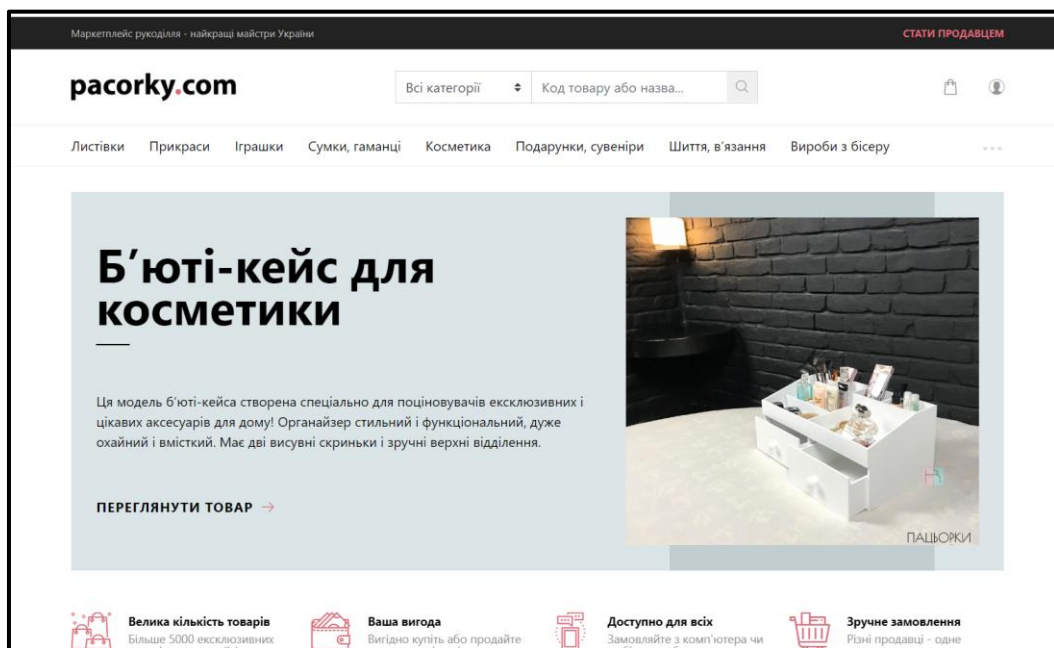 Маркетплейс рукоділля - найкращі майстри України
СТАТИ ПРОДАВЦЕМ
pacorky.com
Всі категорії
Код товару або назва...
Листівки Прикраси Іграшки Сумки, гаманці Косметика Подарунки, сувеніри Шиття, в'язання Вироби з бісеру
Б'юті-кейс для
косметики
Ця модель б'юті-кейса створена спеціально для поціновувачів ексклюзивних і
цікавих аксесуарів для дому! Органайзер стильний і функціональний, дуже
охайний і вмісткий. Має дві висувні скриньки і зручні верхні відділення.
ПЕРЕГЛЯНУТИ ТОВАР
ПАЦЬОРКИ
Велика кількість товарів
Більше 5000 ексклюзивних
Ваша вигода
Вигідно купіть або продайте
Доступно для всіх
Замовляйте з комп'ютера чи
Зручне замовлення
Різні продавці - одне